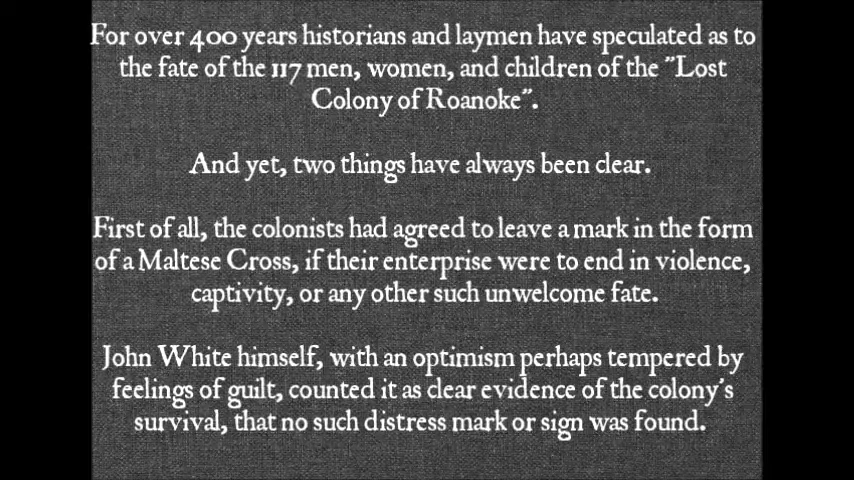 For over 400 years historians and laymen have speculated as to
the fate of the 117 men, women, and children of the "Lost
Colony of Roanoke".
And yet, two things have always been clear.
First of all, the colonists had agreed to leave a mark in the form
of a Maltese Cross, if their enterprise were to end in violence,
captivity, or any other such unwelcome fate.
John White himself, with an optimism perhaps tempered by
feelings of guilt, counted it as clear evidence of the colony's
survival, that no such distress mark or sign was found.